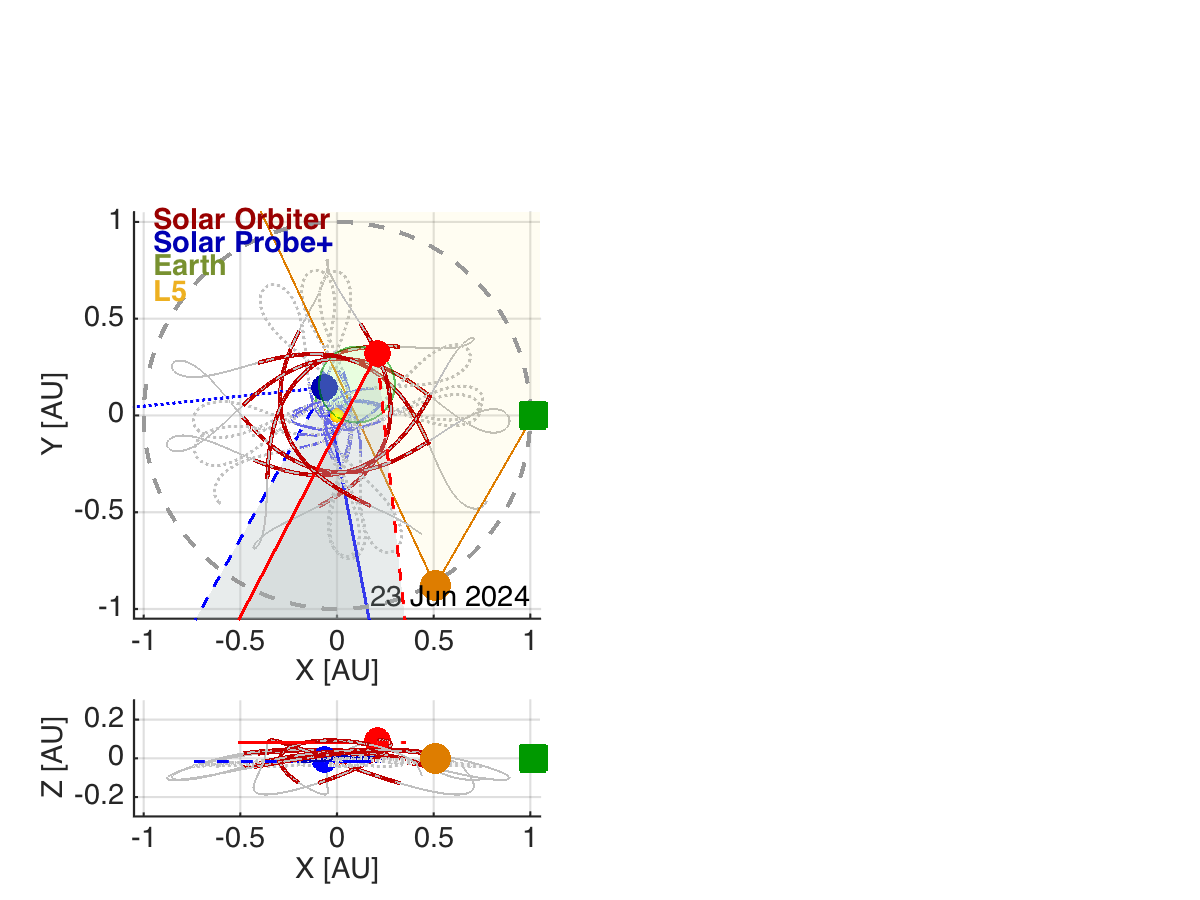 Solar Orbiter
Solar Probe+
Earth
L5
1
0.5
0
-0.5
-1
Y [AU]
23 Jun 2024
-1 -0.5 0 0.5 1
X [AU]
0.2
0
-0.2
Z [AU]
-1 -0.5 0 0.5 1
X [AU]